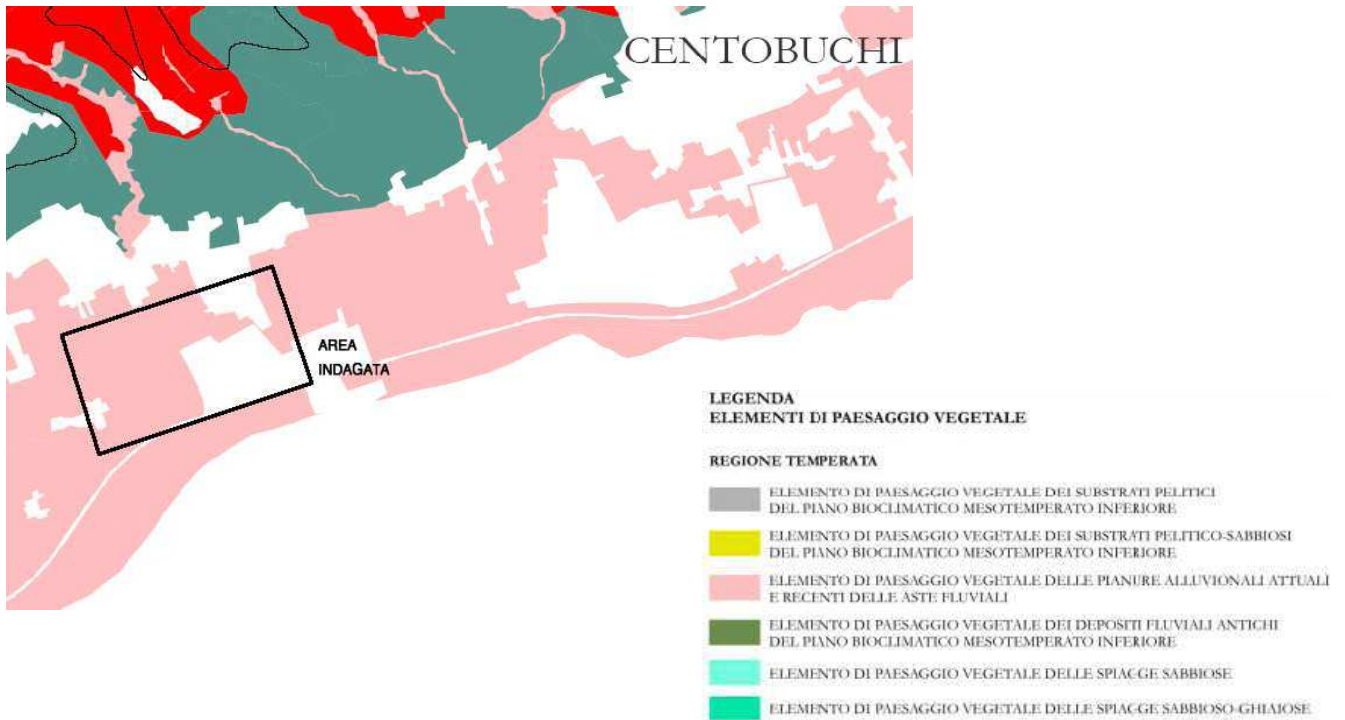 CENTOBUCHI
AREA
INDAGATA
LEGENDA
ELEMENTI DI PAESAGGIO VEGETALE
REGIONE TEMPERATA
ELEMENTO DI PAESAGGIO VEGETALE DEI SUBSTRATI PELITICI
DEL PIANO BIOCLIMATICO MESOTEMPERATO INFERIORE
ELEMENTO DI PAESAGGIO VEGETALE DEI SUBSTRATI PELITICO-SABBIOSI
DEL PIANO BIOCLIMATICO MESOTEMPERATO INFERIORE
ELEMENTO DI PAESAGGIO VEGETALE DELLE PIANURE ALLUVIONALI ATTUALI
E RECENTI DELLE ASTE FLUVIALI
ELEMENTO DI PAESAGGIO VEGETALE DEI DEPOSITI FLUVIALI ANTICHI
DEL PIANO BIOCLIMATICO MESOTEMPERATO INFERIORE
ELEMENTO DI PAESAGGIO VEGETALE DELLE SPIAGGE SABBIOSE
ELEMENTO DI PAESAGGIO VEGETALE DELLE SPIAGGE SABBIOSO-GHIAIOSE